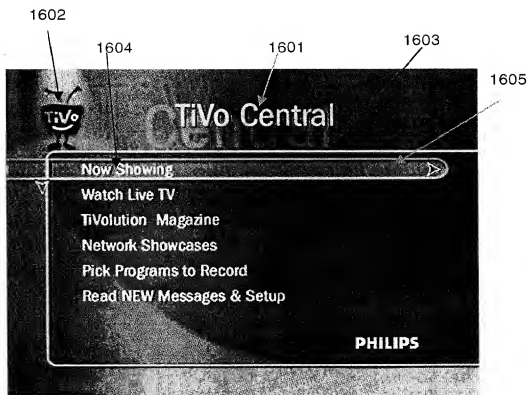 1602
1604
1601
1603
1605
TiVo
TiVo Central
Central
Now Showing
Watch Live TV
TiVolution Magazine
Network Showcases
Pick Programs to Record
Read NEW Messages & Setup
PHILIPS